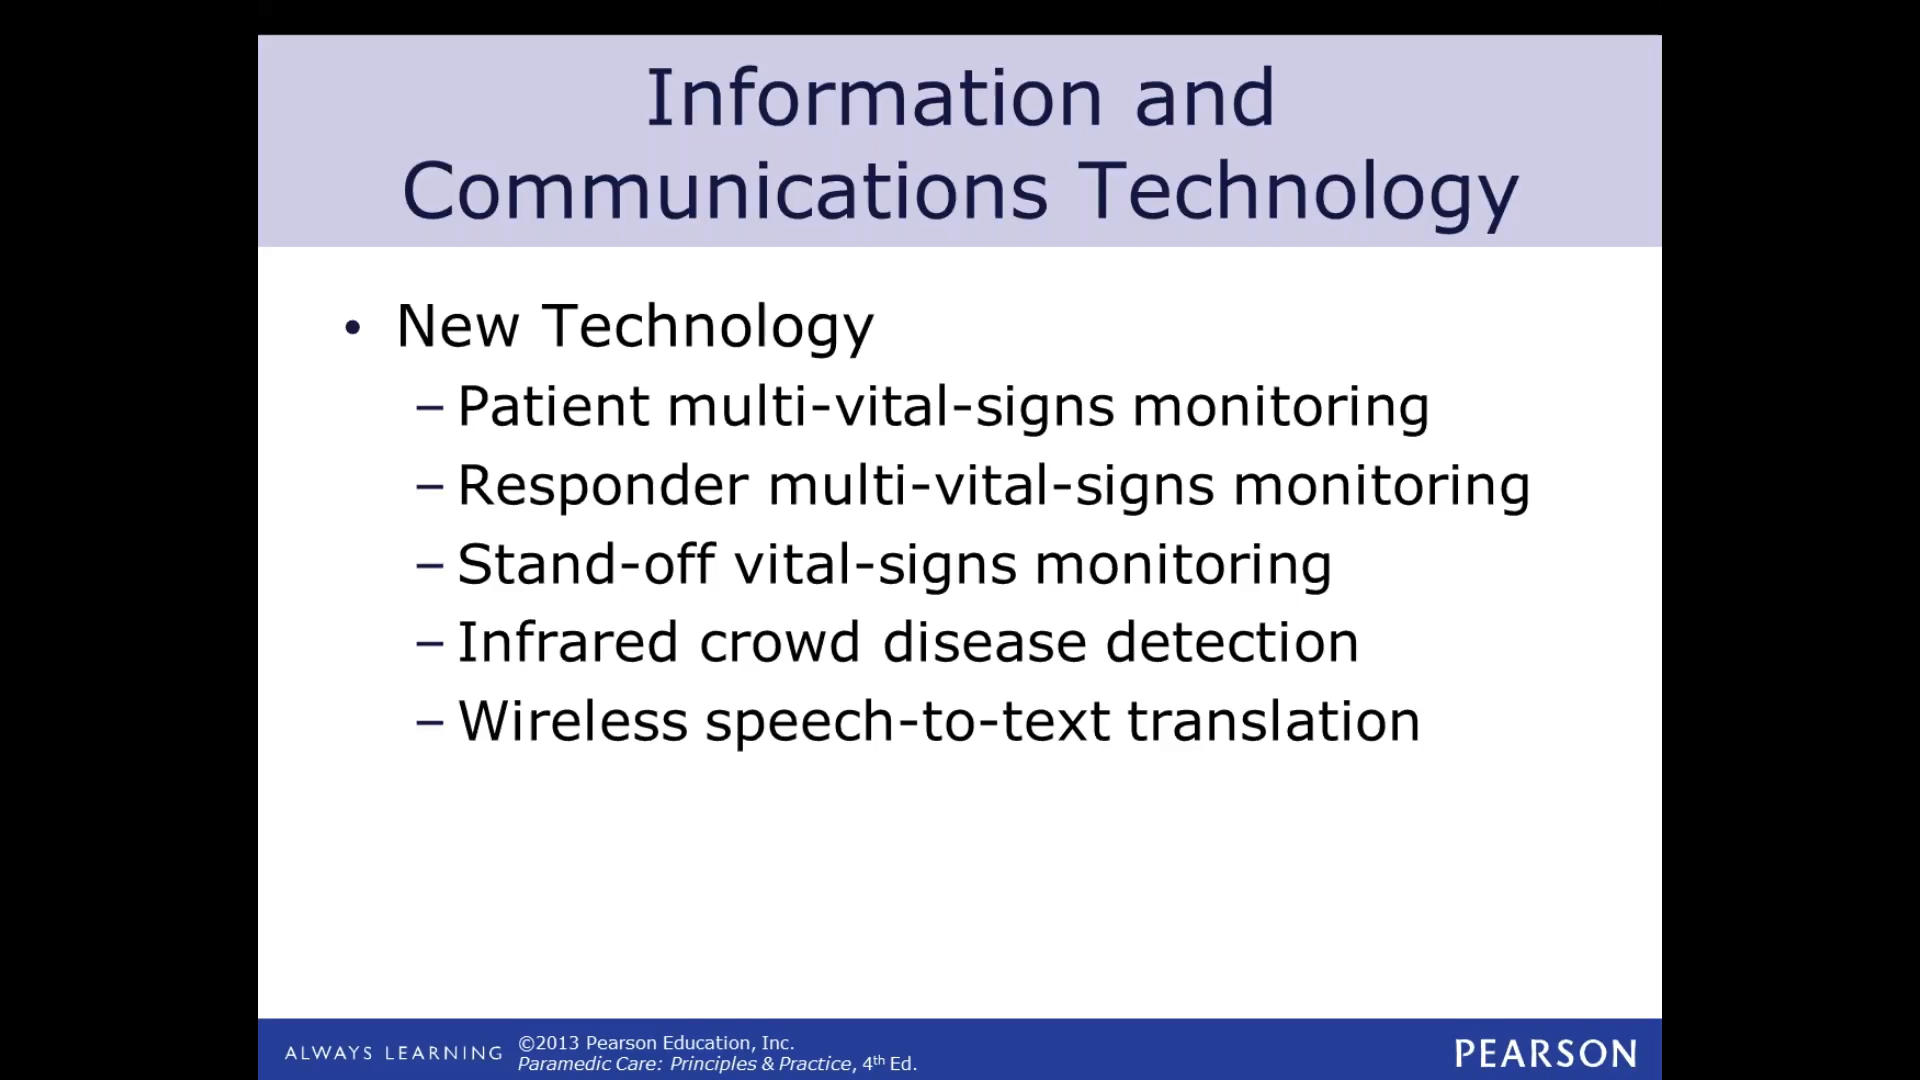 Information and
Communications Technology
• New Technology
– Patient multi-vital-signs monitoring
– Responder multi-vital-signs monitoring
– Stand-off vital-signs monitoring
– Infrared crowd disease detection
– Wireless speech-to-text translation
ALWAYS LEARNING
©2013 Pearson Education, Inc.
Paramedic Care: Principles & Practice, 4th Ed.
PEARSON